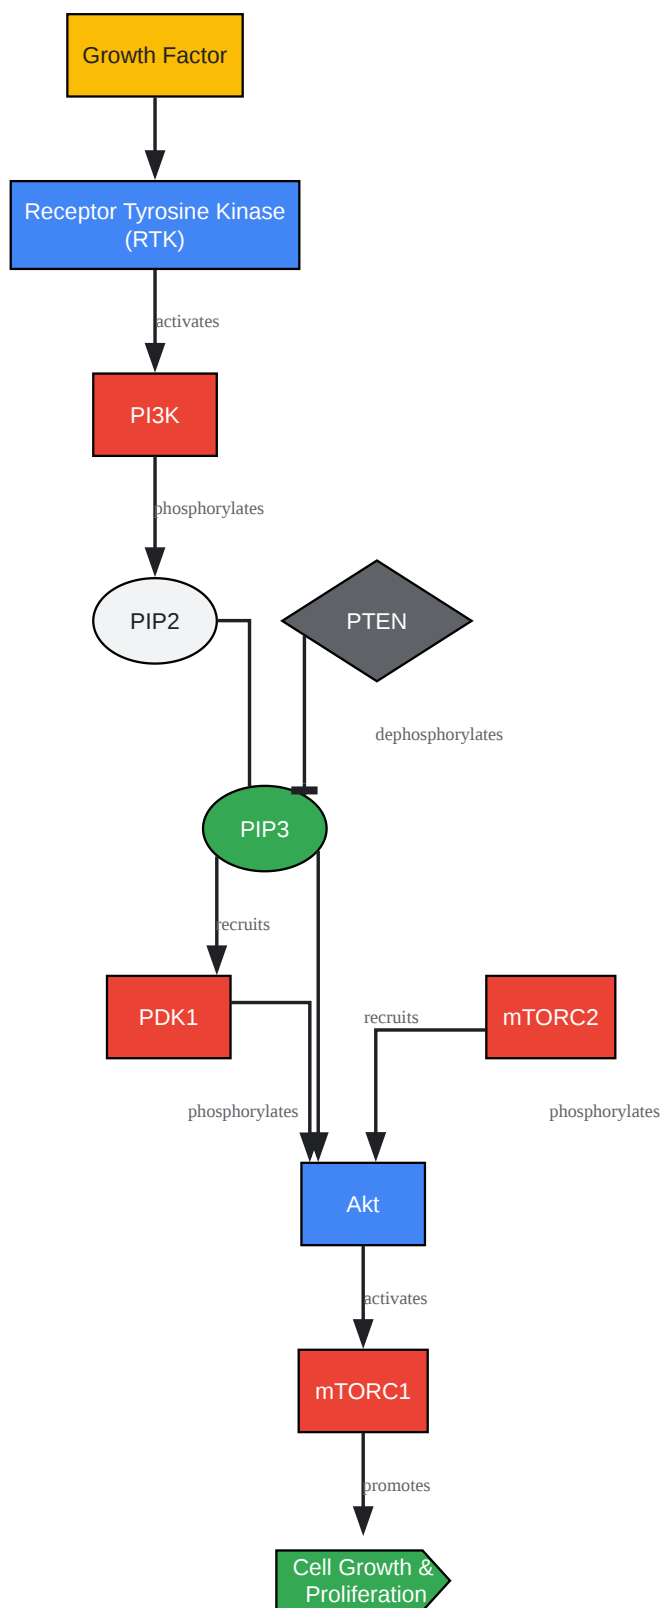 Growth Factor
Receptor Tyrosine Kinase
(RTK)
activates
PI3K
phosphorylates
PIP2
PTEN
dephosphorylates
PIP3
recruits
PDK1
recruits
mTORC2
phosphorylates
phosphorylates
Akt
activates
mTORC1
promotes
Cell Growth &
Proliferation